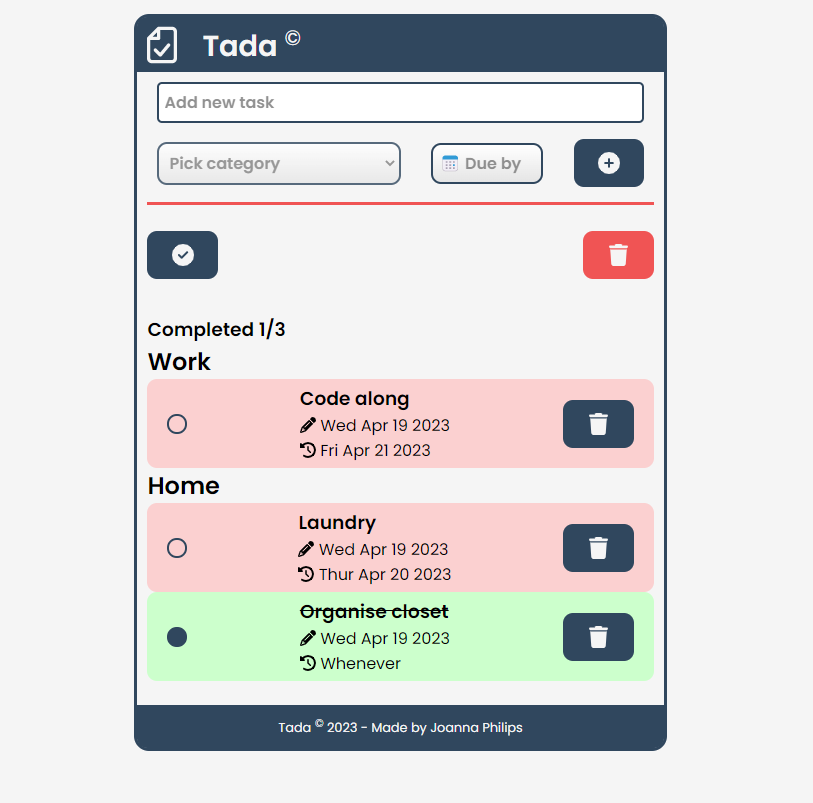 Tada ©
Add new task
Pick category
Due by
Completed 1/3
Work
Code along
Wed Apr 19 2023
Fri Apr 21 2023
Home
Laundry
Wed Apr 19 2023
Thur Apr 20 2023
Organise closet
Wed Apr 19 2023
Whenever
Tada © 2023 - Made by Joanna Philips